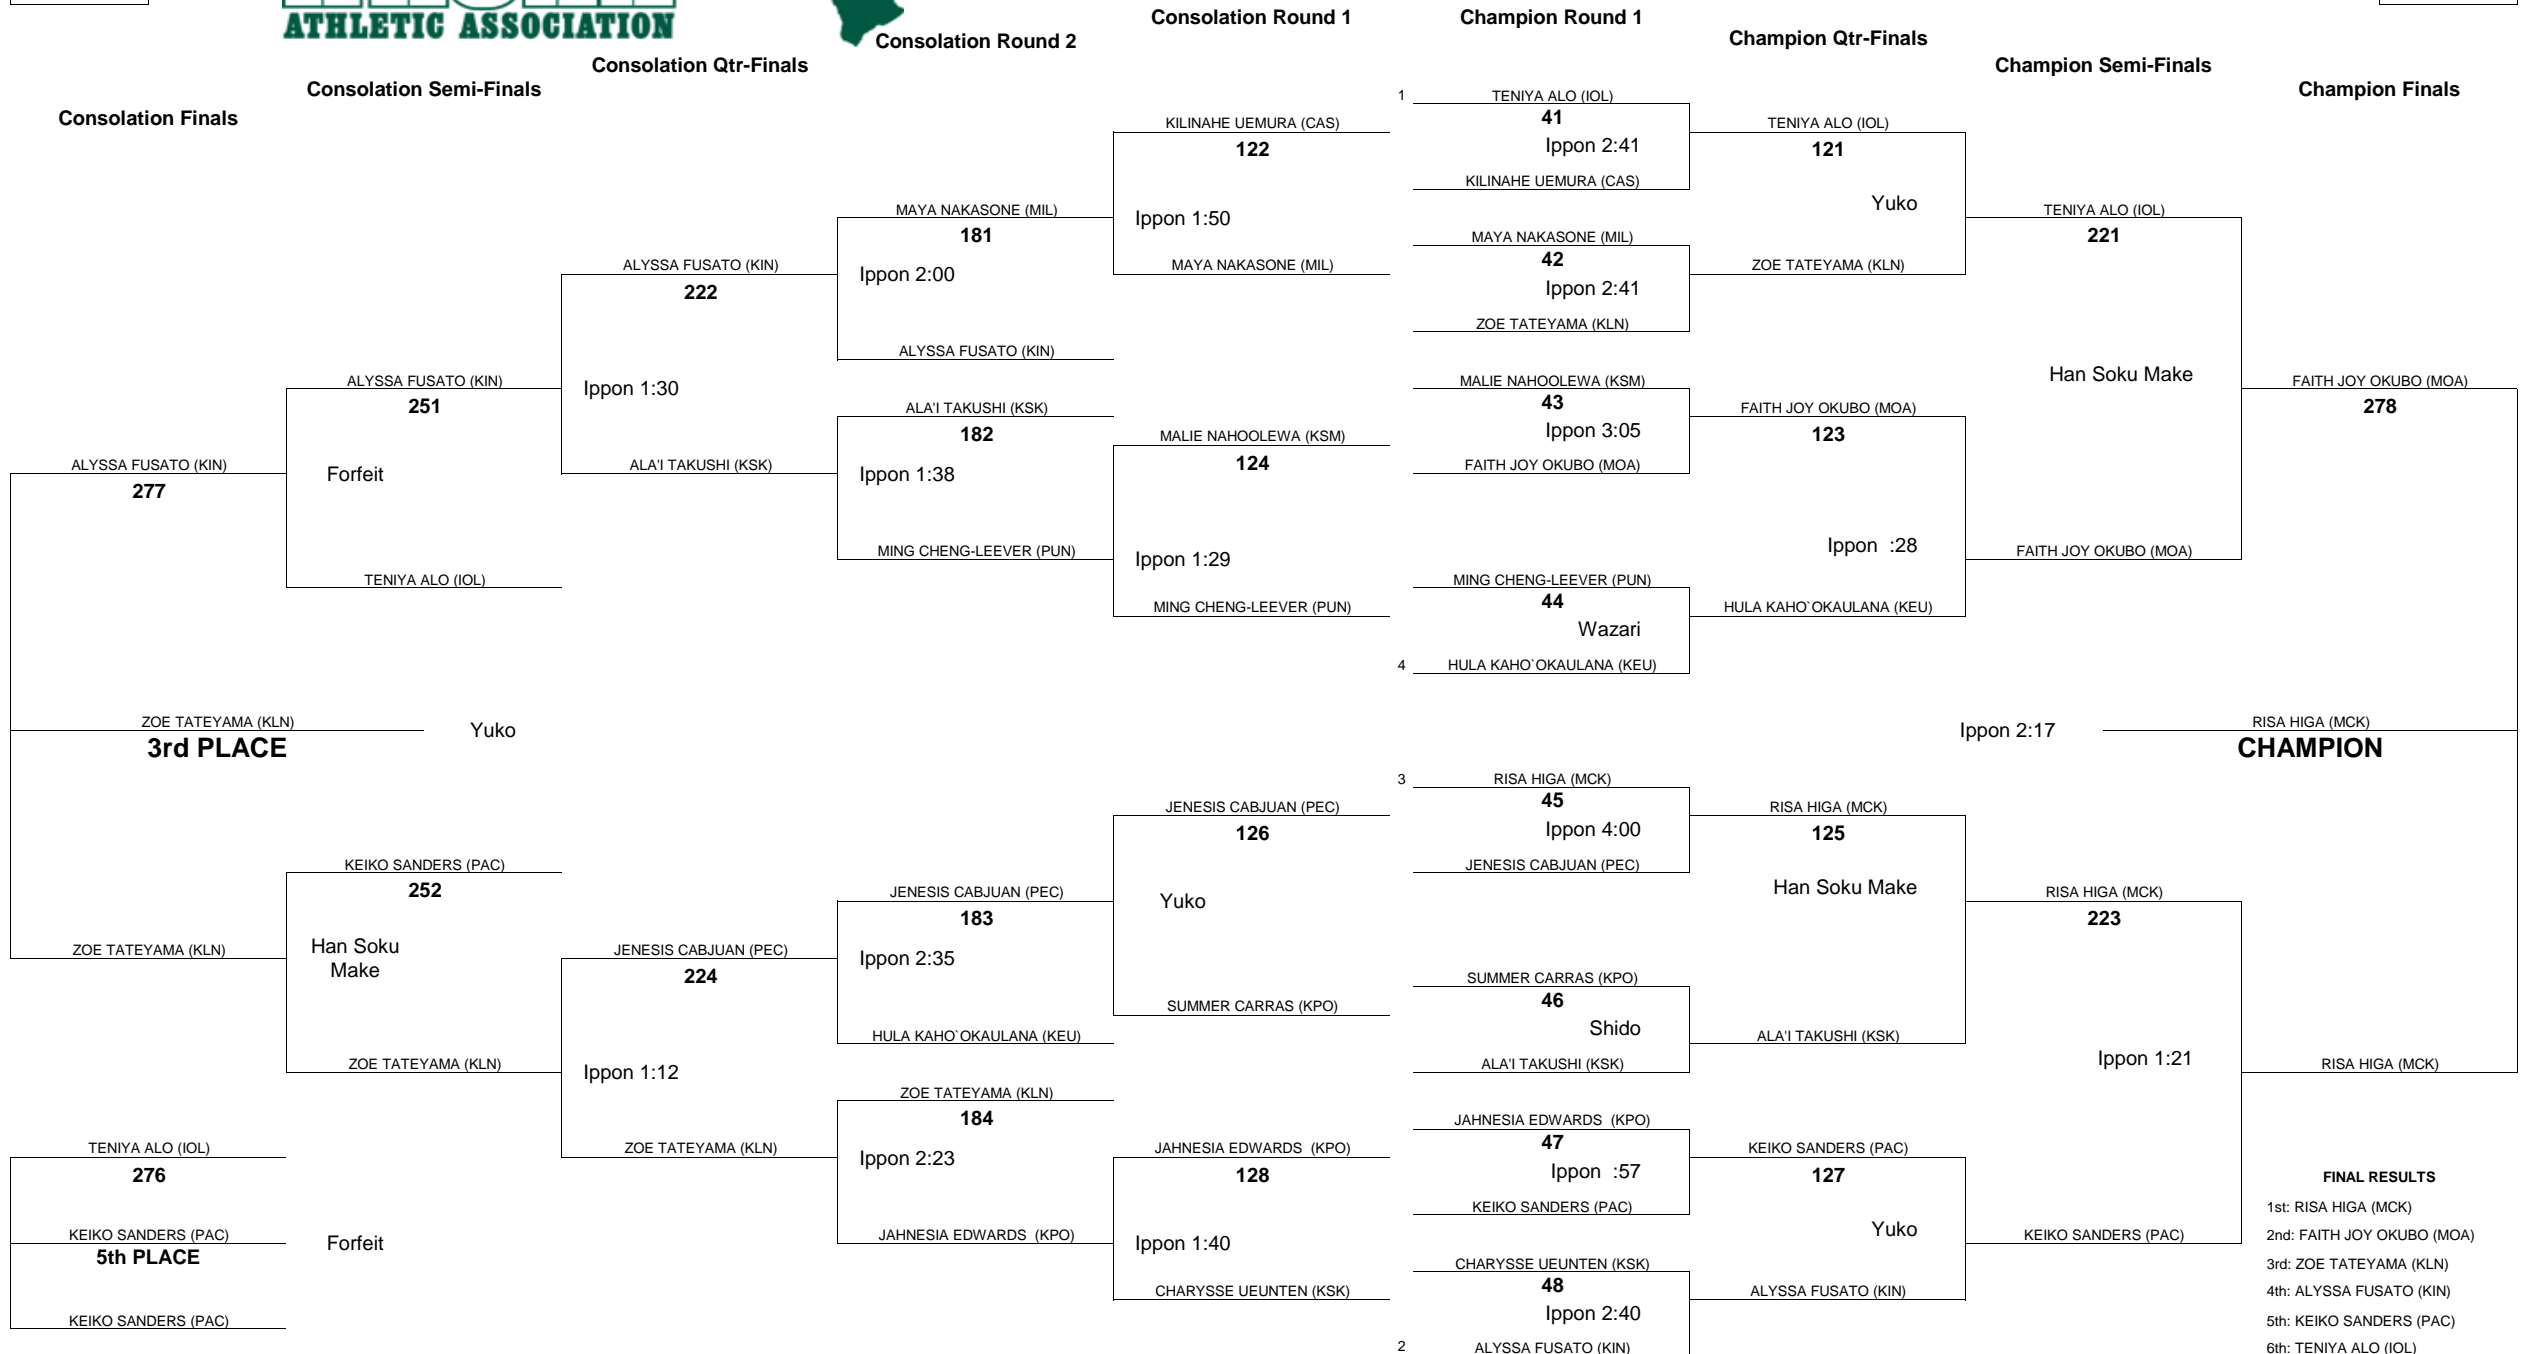 ATHLETIC ASSOCIATION
Consolation Round 1
Champion Round 1
Consolation Round 2
Champion Qtr-Finals
Consolation Qtr-Finals
Champion Semi-Finals
Consolation Semi-Finals
Champion Finals
Consolation Finals
ALYSSA FUSATO (KIN)
277
ZOE TATEYAMA (KLN)
3rd PLACE
Yuko
ZOE TATEYAMA (KLN)
TENIYA ALO (IOL)
276
KEIKO SANDERS (PAC)
5th PLACE
Forfeit
KEIKO SANDERS (PAC)
ALYSSA FUSATO (KIN)
251
Forfeit
TENIYA ALO (IOL)
KEIKO SANDERS (PAC)
252
Han Soku
Make
ZOE TATEYAMA (KLN)
ALYSSA FUSATO (KIN)
222
Ippon 1:30
ALA'I TAKUSHI (KSK)
JENESIS CABJUAN (PEC)
224
Ippon 1:12
ZOE TATEYAMA (KLN)
MAYA NAKASONE (MIL)
181
Ippon 2:00
ALYSSA FUSATO (KIN)
ALA'I TAKUSHI (KSK)
182
Ippon 1:38
MING CHENG-LEEVER (PUN)
JENESIS CABJUAN (PEC)
183
Ippon 2:35
HULA KAHO`OKAULANA (KEU)
ZOE TATEYAMA (KLN)
184
Ippon 2:23
JAHNESIA EDWARDS (KPO)
KILINAHE UEMURA (CAS)
122
Ippon 1:50
MAYA NAKASONE (MIL)
MALIE NAHOOLEWA (KSM)
124
Ippon 1:29
MING CHENG-LEEVER (PUN)
JENESIS CABJUAN (PEC)
126
Yuko
SUMMER CARRAS (KPO)
JAHNESIA EDWARDS (KPO)
128
Ippon 1:40
CHARYSSE UEUNTEN (KSK)
1 TENIYA ALO (IOL)
41
Ippon 2:41
KILINAHE UEMURA (CAS)
MAYA NAKASONE (MIL)
42
Ippon 2:41
ZOE TATEYAMA (KLN)
MALIE NAHOOLEWA (KSM)
43
Ippon 3:05
FAITH JOY OKUBO (MOA)
MING CHENG-LEEVER (PUN)
44
Wazari
4 HULA KAHO`OKAULANA (KEU)
3 RISA HIGA (MCK)
45
Ippon 4:00
JENESIS CABJUAN (PEC)
SUMMER CARRAS (KPO)
46
Shido
ALA'I TAKUSHI (KSK)
JAHNESIA EDWARDS (KPO)
47
Ippon :57
KEIKO SANDERS (PAC)
CHARYSSE UEUNTEN (KSK)
48
Ippon 2:40
2 ALYSSA FUSATO (KIN)
TENIYA ALO (IOL)
121
Yuko
ZOE TATEYAMA (KLN)
FAITH JOY OKUBO (MOA)
123
Ippon :28
HULA KAHO`OKAULANA (KEU)
RISA HIGA (MCK)
125
Han Soku Make
ALA'I TAKUSHI (KSK)
KEIKO SANDERS (PAC)
127
Yuko
ALYSSA FUSATO (KIN)
TENIYA ALO (IOL)
221
Han Soku Make
FAITH JOY OKUBO (MOA)
RISA HIGA (MCK)
223
Ippon 1:21
KEIKO SANDERS (PAC)
FAITH JOY OKUBO (MOA)
278
Ippon 2:17
RISA HIGA (MCK)
CHAMPION
RISA HIGA (MCK)
FINAL RESULTS
1st: RISA HIGA (MCK)
2nd: FAITH JOY OKUBO (MOA)
3rd: ZOE TATEYAMA (KLN)
4th: ALYSSA FUSATO (KIN)
5th: KEIKO SANDERS (PAC)
6th: TENIYA ALO (IOL)